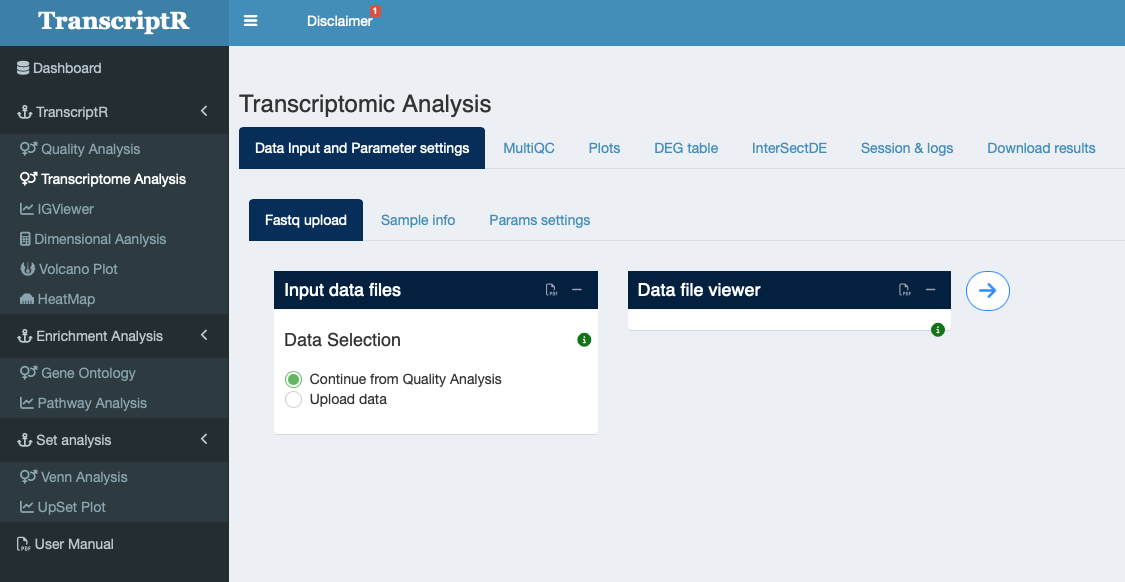 TranscriptR
Disclaimer
1
Dashboard
TranscriptR
Quality Analysis
Transcriptome Analysis
IGViewer
Dimensional Aanlysis
Volcano Plot
HeatMap
Enrichment Analysis
Gene Ontology
Pathway Analysis
Set analysis
Venn Analysis
UpSet Plot
User Manual
Transcriptomic Analysis
Data Input and Parameter settings MultiQC Plots DEG table InterSectDE Session & logs Download results
Fastq upload Sample info Params settings
Input data files
Data Selection
Continue from Quality Analysis
Upload data
Data file viewer